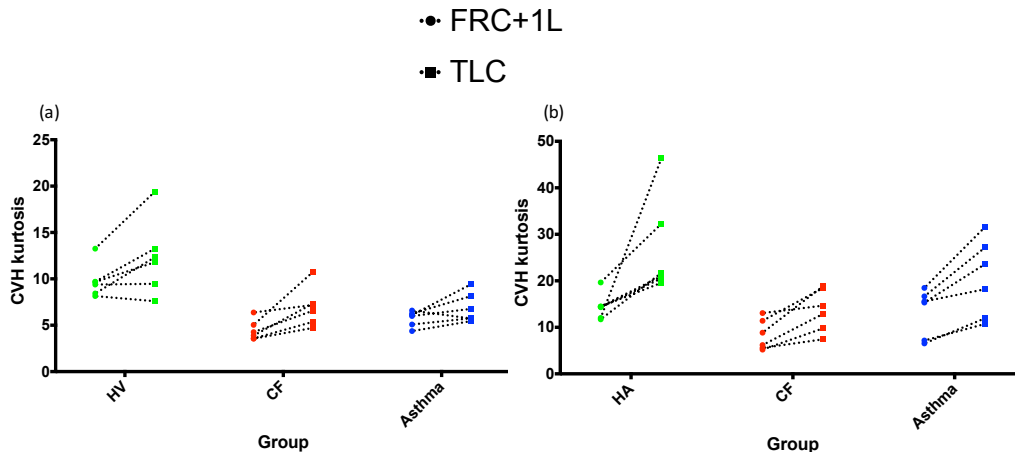 FRC+1L
TLC
(a)
25
20
15
10
5
0
CVH kurtosis
HV
CF
Asthma
Group
(b)
50
40
30
20
10
0
CVH kurtosis
HA
CF
Asthma
Group